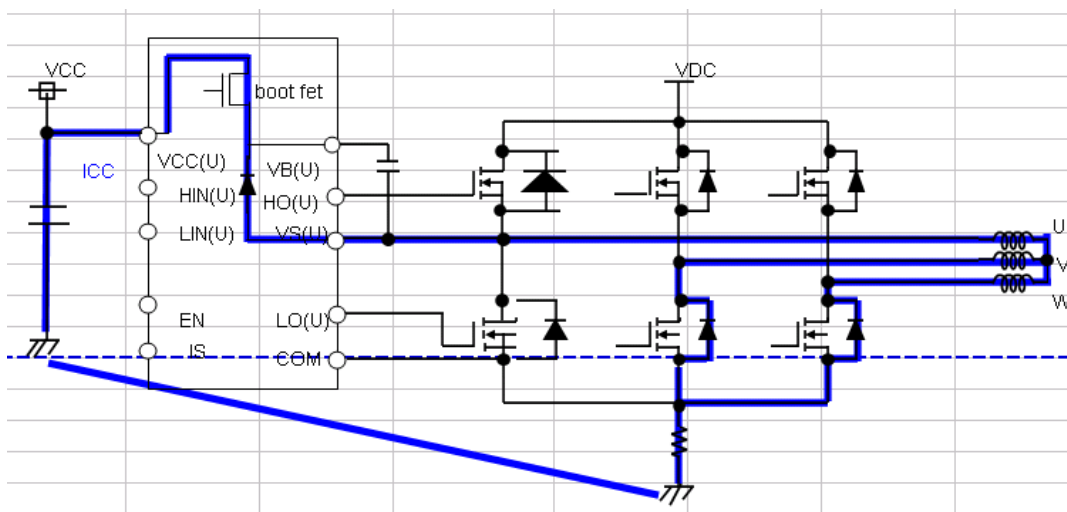 VCC
VDC
boot fet
ICC
VCC(U)
VB(U)
HIN(U)
HO(U)
LIN(U)
VS(U)
U
V
W
EN
LO(U)
IS
COM